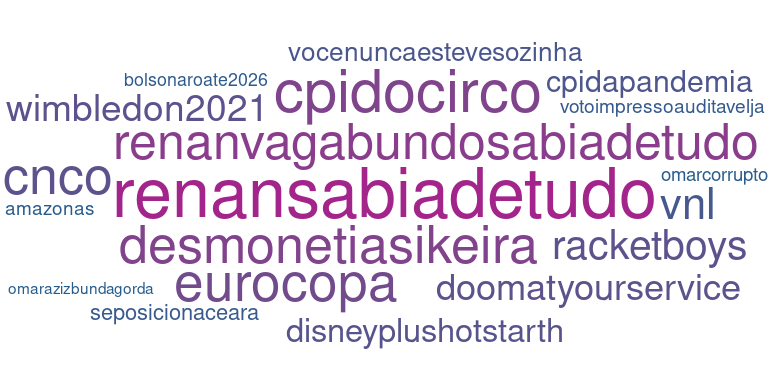 vocenuncaestevesozinha
bolsonaroate2026
cpidocirco
cpidapandemia
wimbledon2021
votoimpressoauditavelja
renanvagabundosabiadetudo
cnco
renansabiadetudo
omarcorrupto
amazonas
vnl
desmonetiasikeira
racketboys
eurocopa
doomatyourservice
omarazizbundagorda
seposicionaceara
disneyplushotstarth